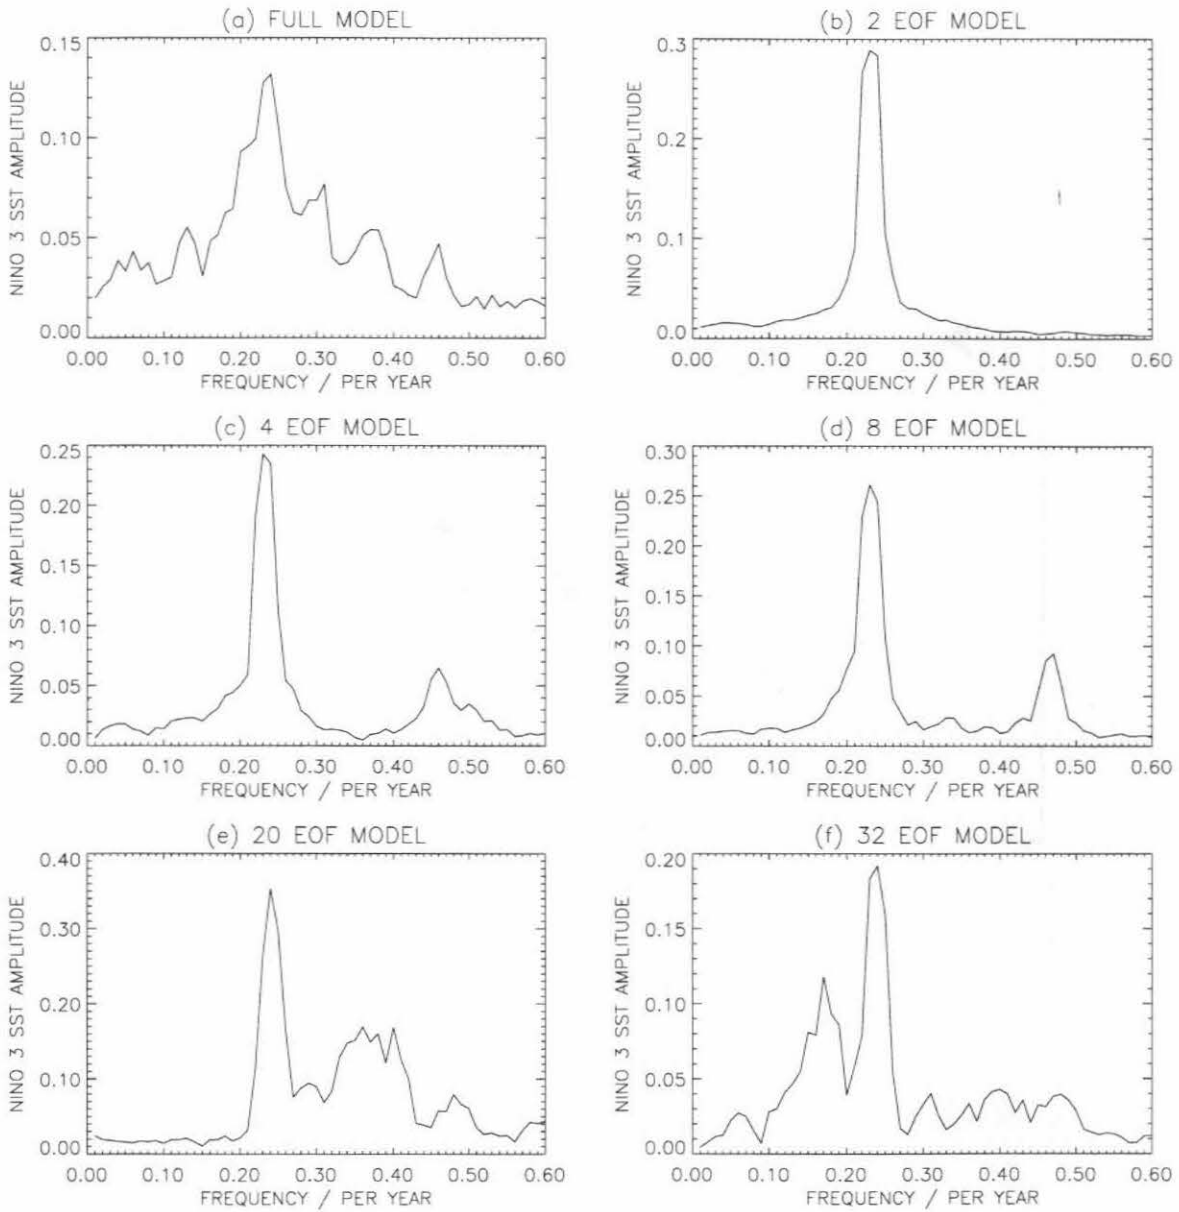 (a) FULL MODEL
NINO 3 SST AMPLITUDE
0.15
0.10
0.05
0.00
0.00 0.10 0.20 0.30 0.40 0.50 0.60
FREQUENCY / PER YEAR
(b) 2 EOF MODEL
NINO 3 SST AMPLITUDE
0.3
0.2
0.1
0.0
0.00 0.10 0.20 0.30 0.40 0.50 0.60
FREQUENCY / PER YEAR
(c) 4 EOF MODEL
NINO 3 SST AMPLITUDE
0.25
0.20
0.15
0.10
0.05
0.00
0.00 0.10 0.20 0.30 0.40 0.50 0.60
FREQUENCY / PER YEAR
(d) 8 EOF MODEL
NINO 3 SST AMPLITUDE
0.30
0.25
0.20
0.15
0.10
0.05
0.00
0.00 0.10 0.20 0.30 0.40 0.50 0.60
FREQUENCY / PER YEAR
(e) 20 EOF MODEL
NINO 3 SST AMPLITUDE
0.40
0.30
0.20
0.10
0.00
0.00 0.10 0.20 0.30 0.40 0.50 0.60
FREQUENCY / PER YEAR
(f) 32 EOF MODEL
NINO 3 SST AMPLITUDE
0.20
0.15
0.10
0.05
0.00
0.00 0.10 0.20 0.30 0.40 0.50 0.60
FREQUENCY / PER YEAR